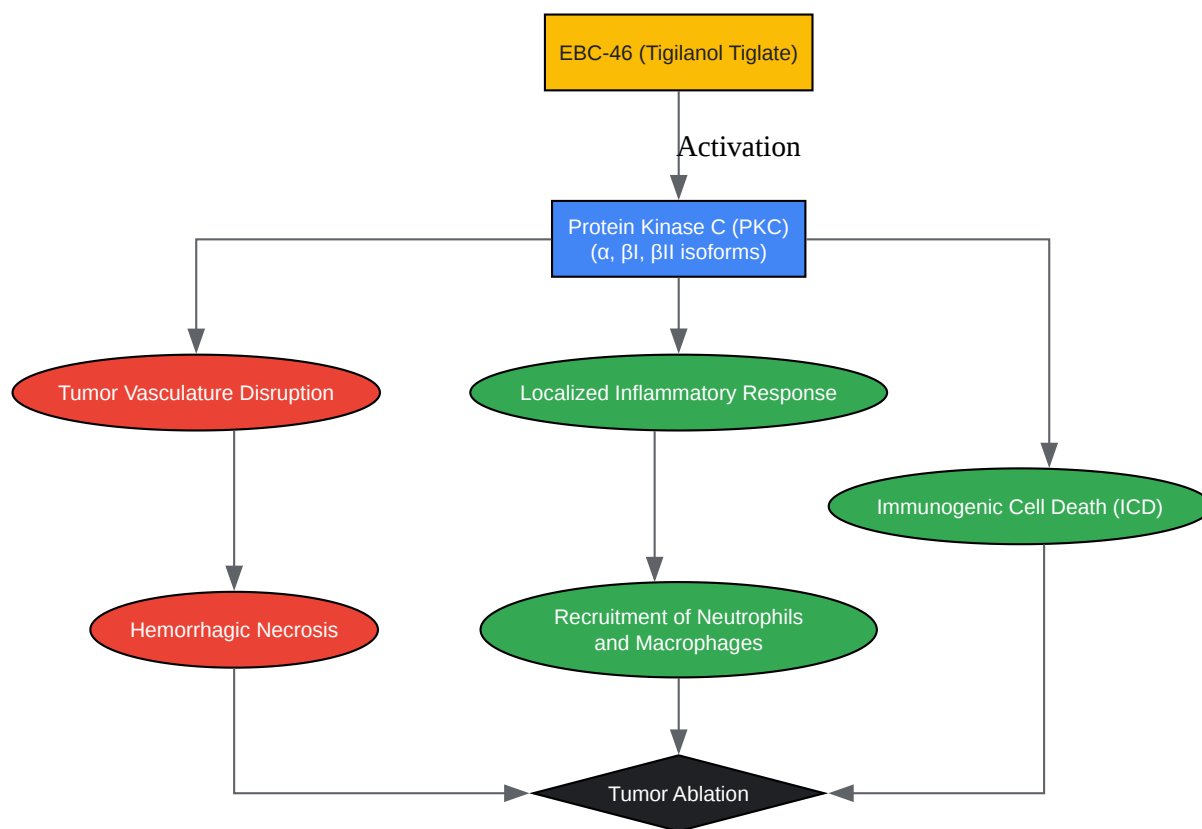 EBC-46 (Tigilanol Tiglate)
Activation
Protein Kinase C (PKC)
(α, βI, βII isoforms)
Tumor Vasculature Disruption
Localized Inflammatory Response
Immunogenic Cell Death (ICD)
Hemorrhagic Necrosis
Recruitment of Neutrophils
and Macrophages
Tumor Ablation